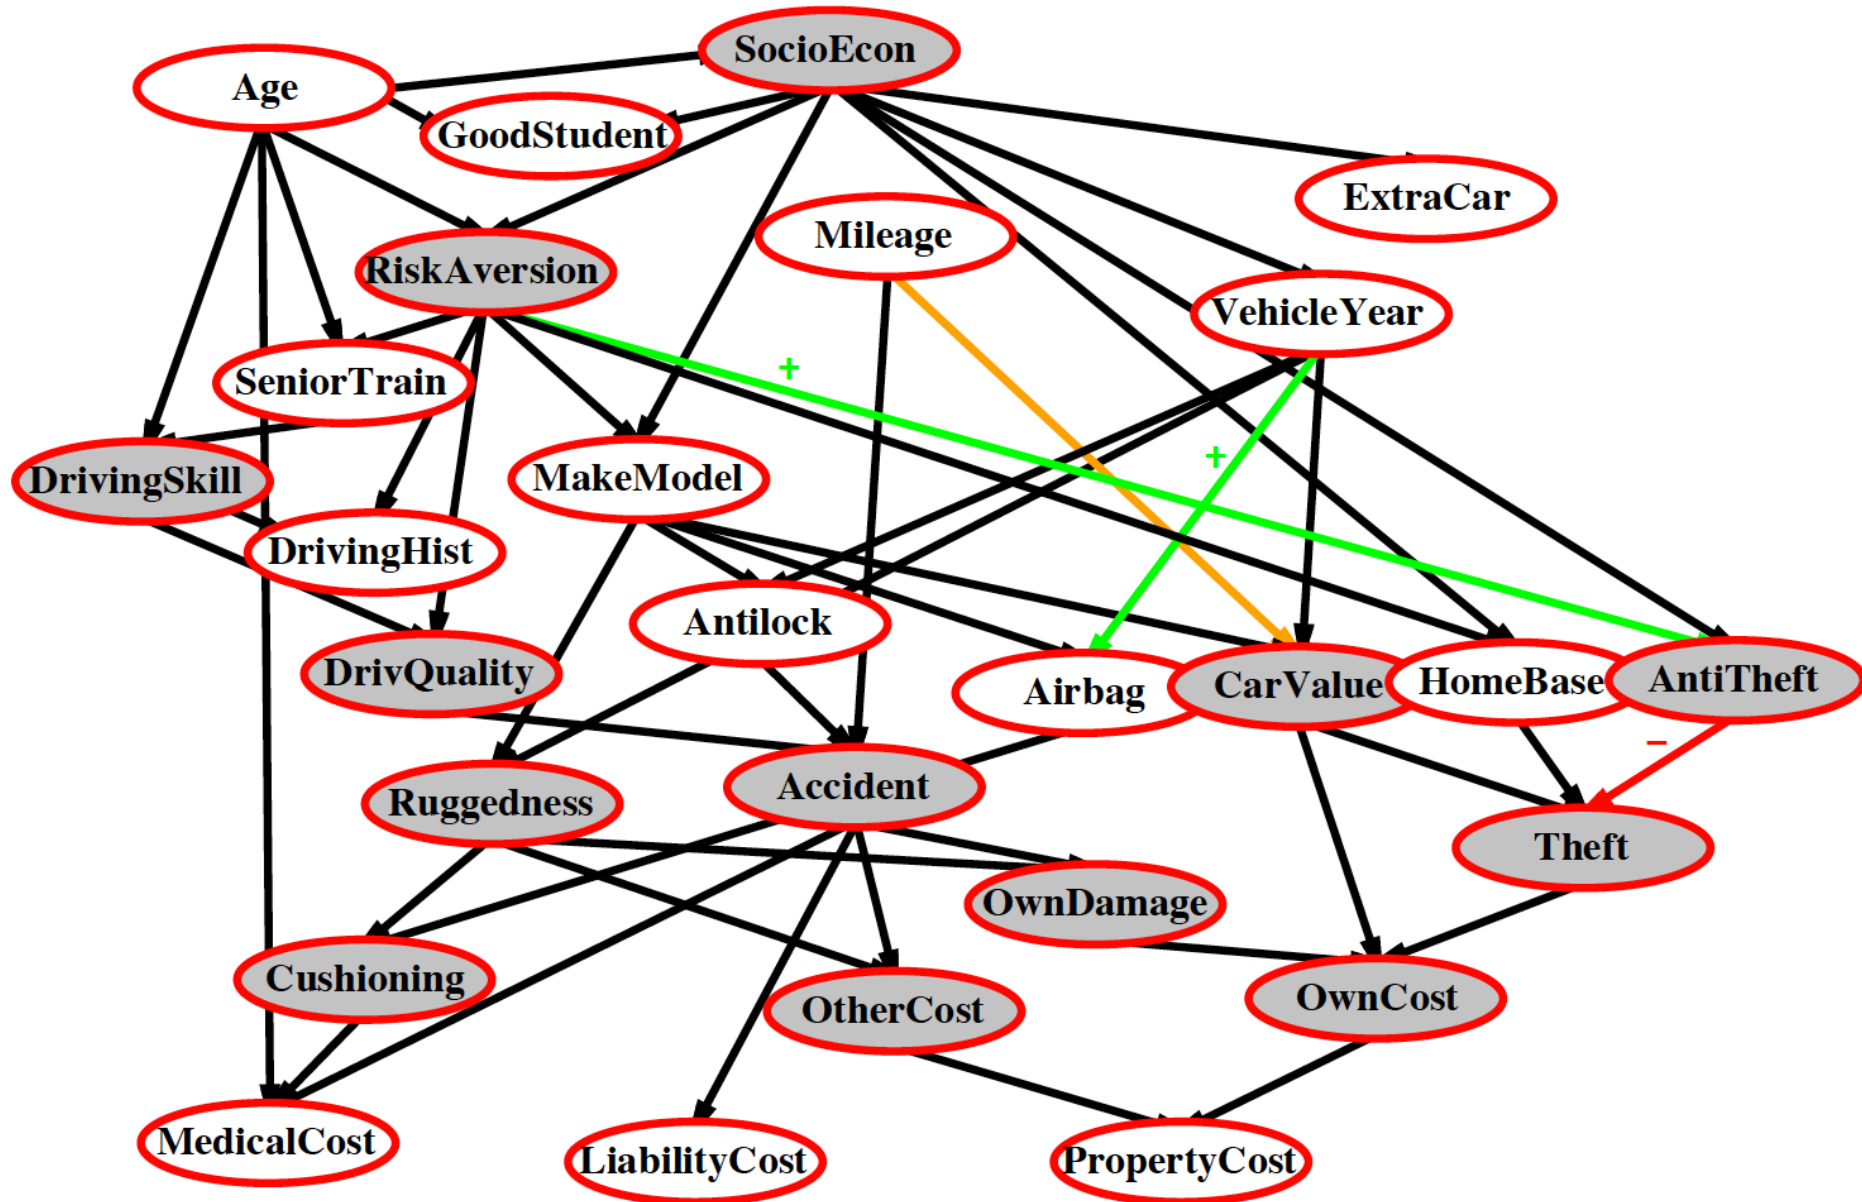 SocioEcon
Age
GoodStudent
ExtraCar
Mileage
RiskAversion
VehicleYear
+
SeniorTrain
+
MakeModel
DrivingSkill
DrivingHist
Antilock
DrivQuality
Airbag
CarValue
HomeBase
AntiTheft
−
Accident
Ruggedness
Theft
OwnDamage
Cushioning
OwnCost
OtherCost
MedicalCost
LiabilityCost
PropertyCost